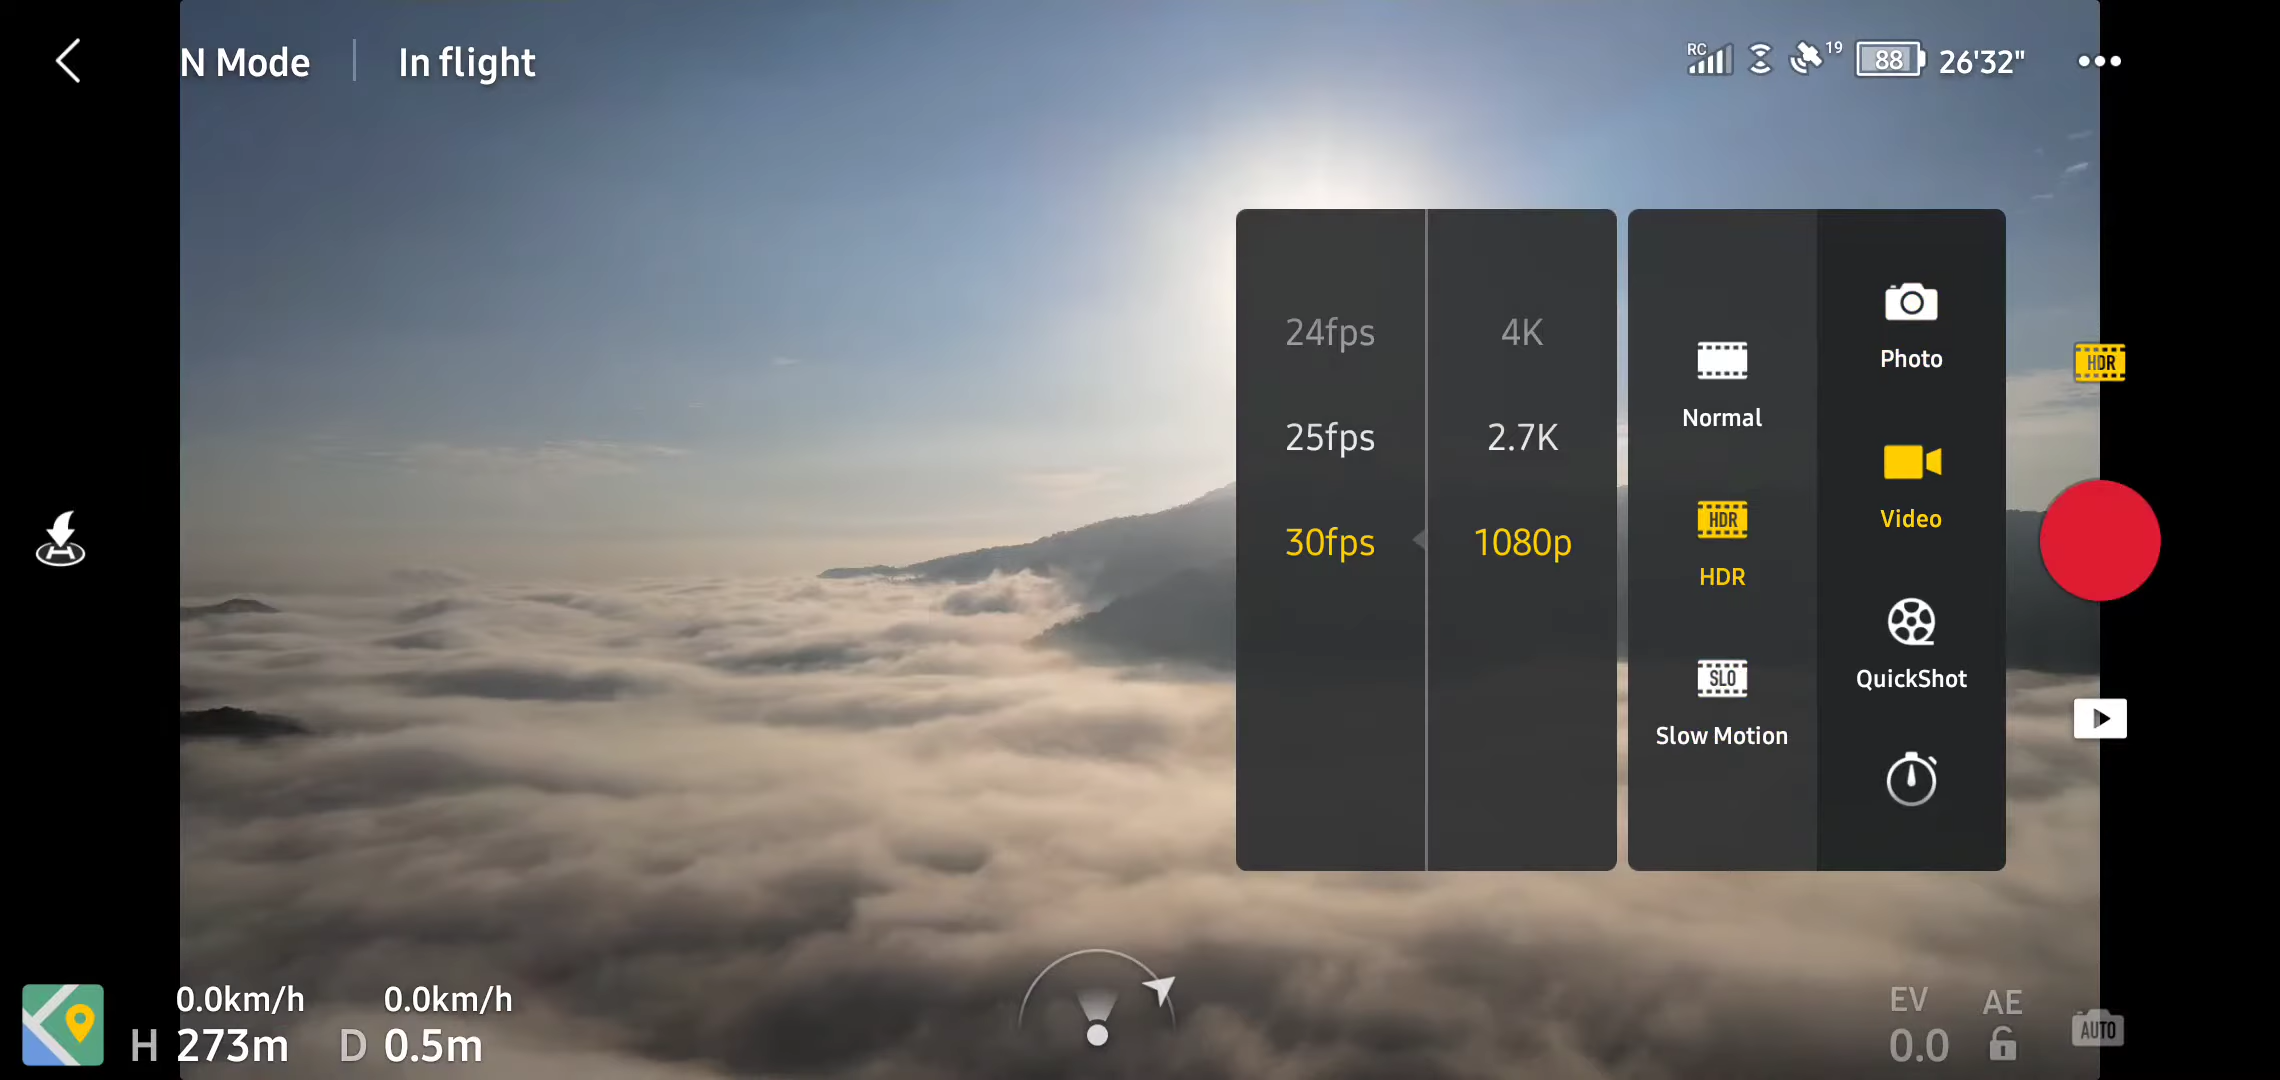 N Mode
In flight
RC
19
88
26'32"
24fps
25fps
30fps
4K
2.7K
1080p
Normal
HDR
HDR
SLO
Slow Motion
Photo
Video
QuickShot
HDR
0.0km/h
0.0km/h
H 273m
D 0.5m
EV
0.0
AE
AUTO